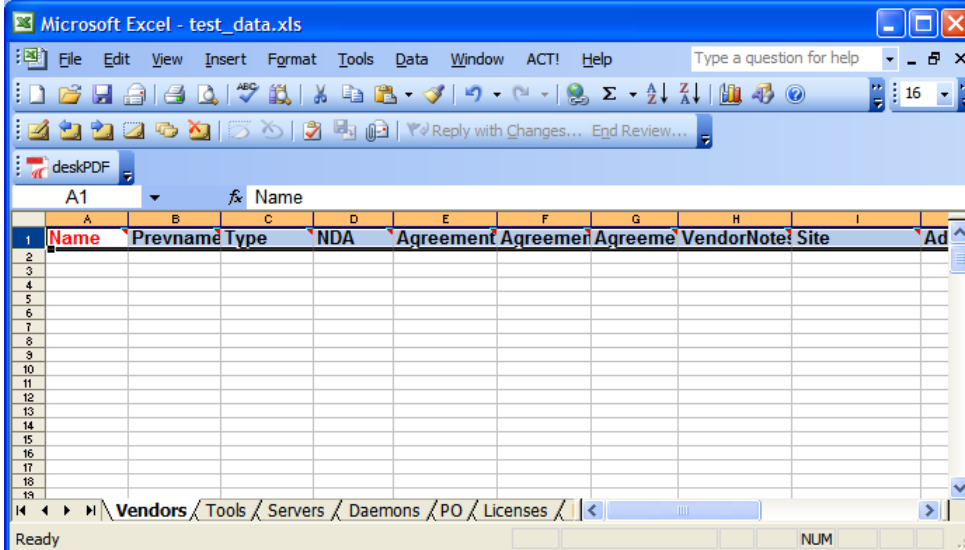 Microsoft Excel - test_data.xls
File Edit View Insert Format Tools Data Window ACT! Help Type a question for help
ABC Σ A Z Z A 16
Reply with Changes... End Review...
deskPDF
A1 fx Name
A B C D E F G H I
1 Name Prevname Type NDA Agreement Agreemen Agreeme VendorNotes Site Ad
2
3
4
5
6
7
8
9
10
11
12
13
14
15
16
17
18
19
Vendors Tools Servers Daemons PO Licenses
Ready NUM